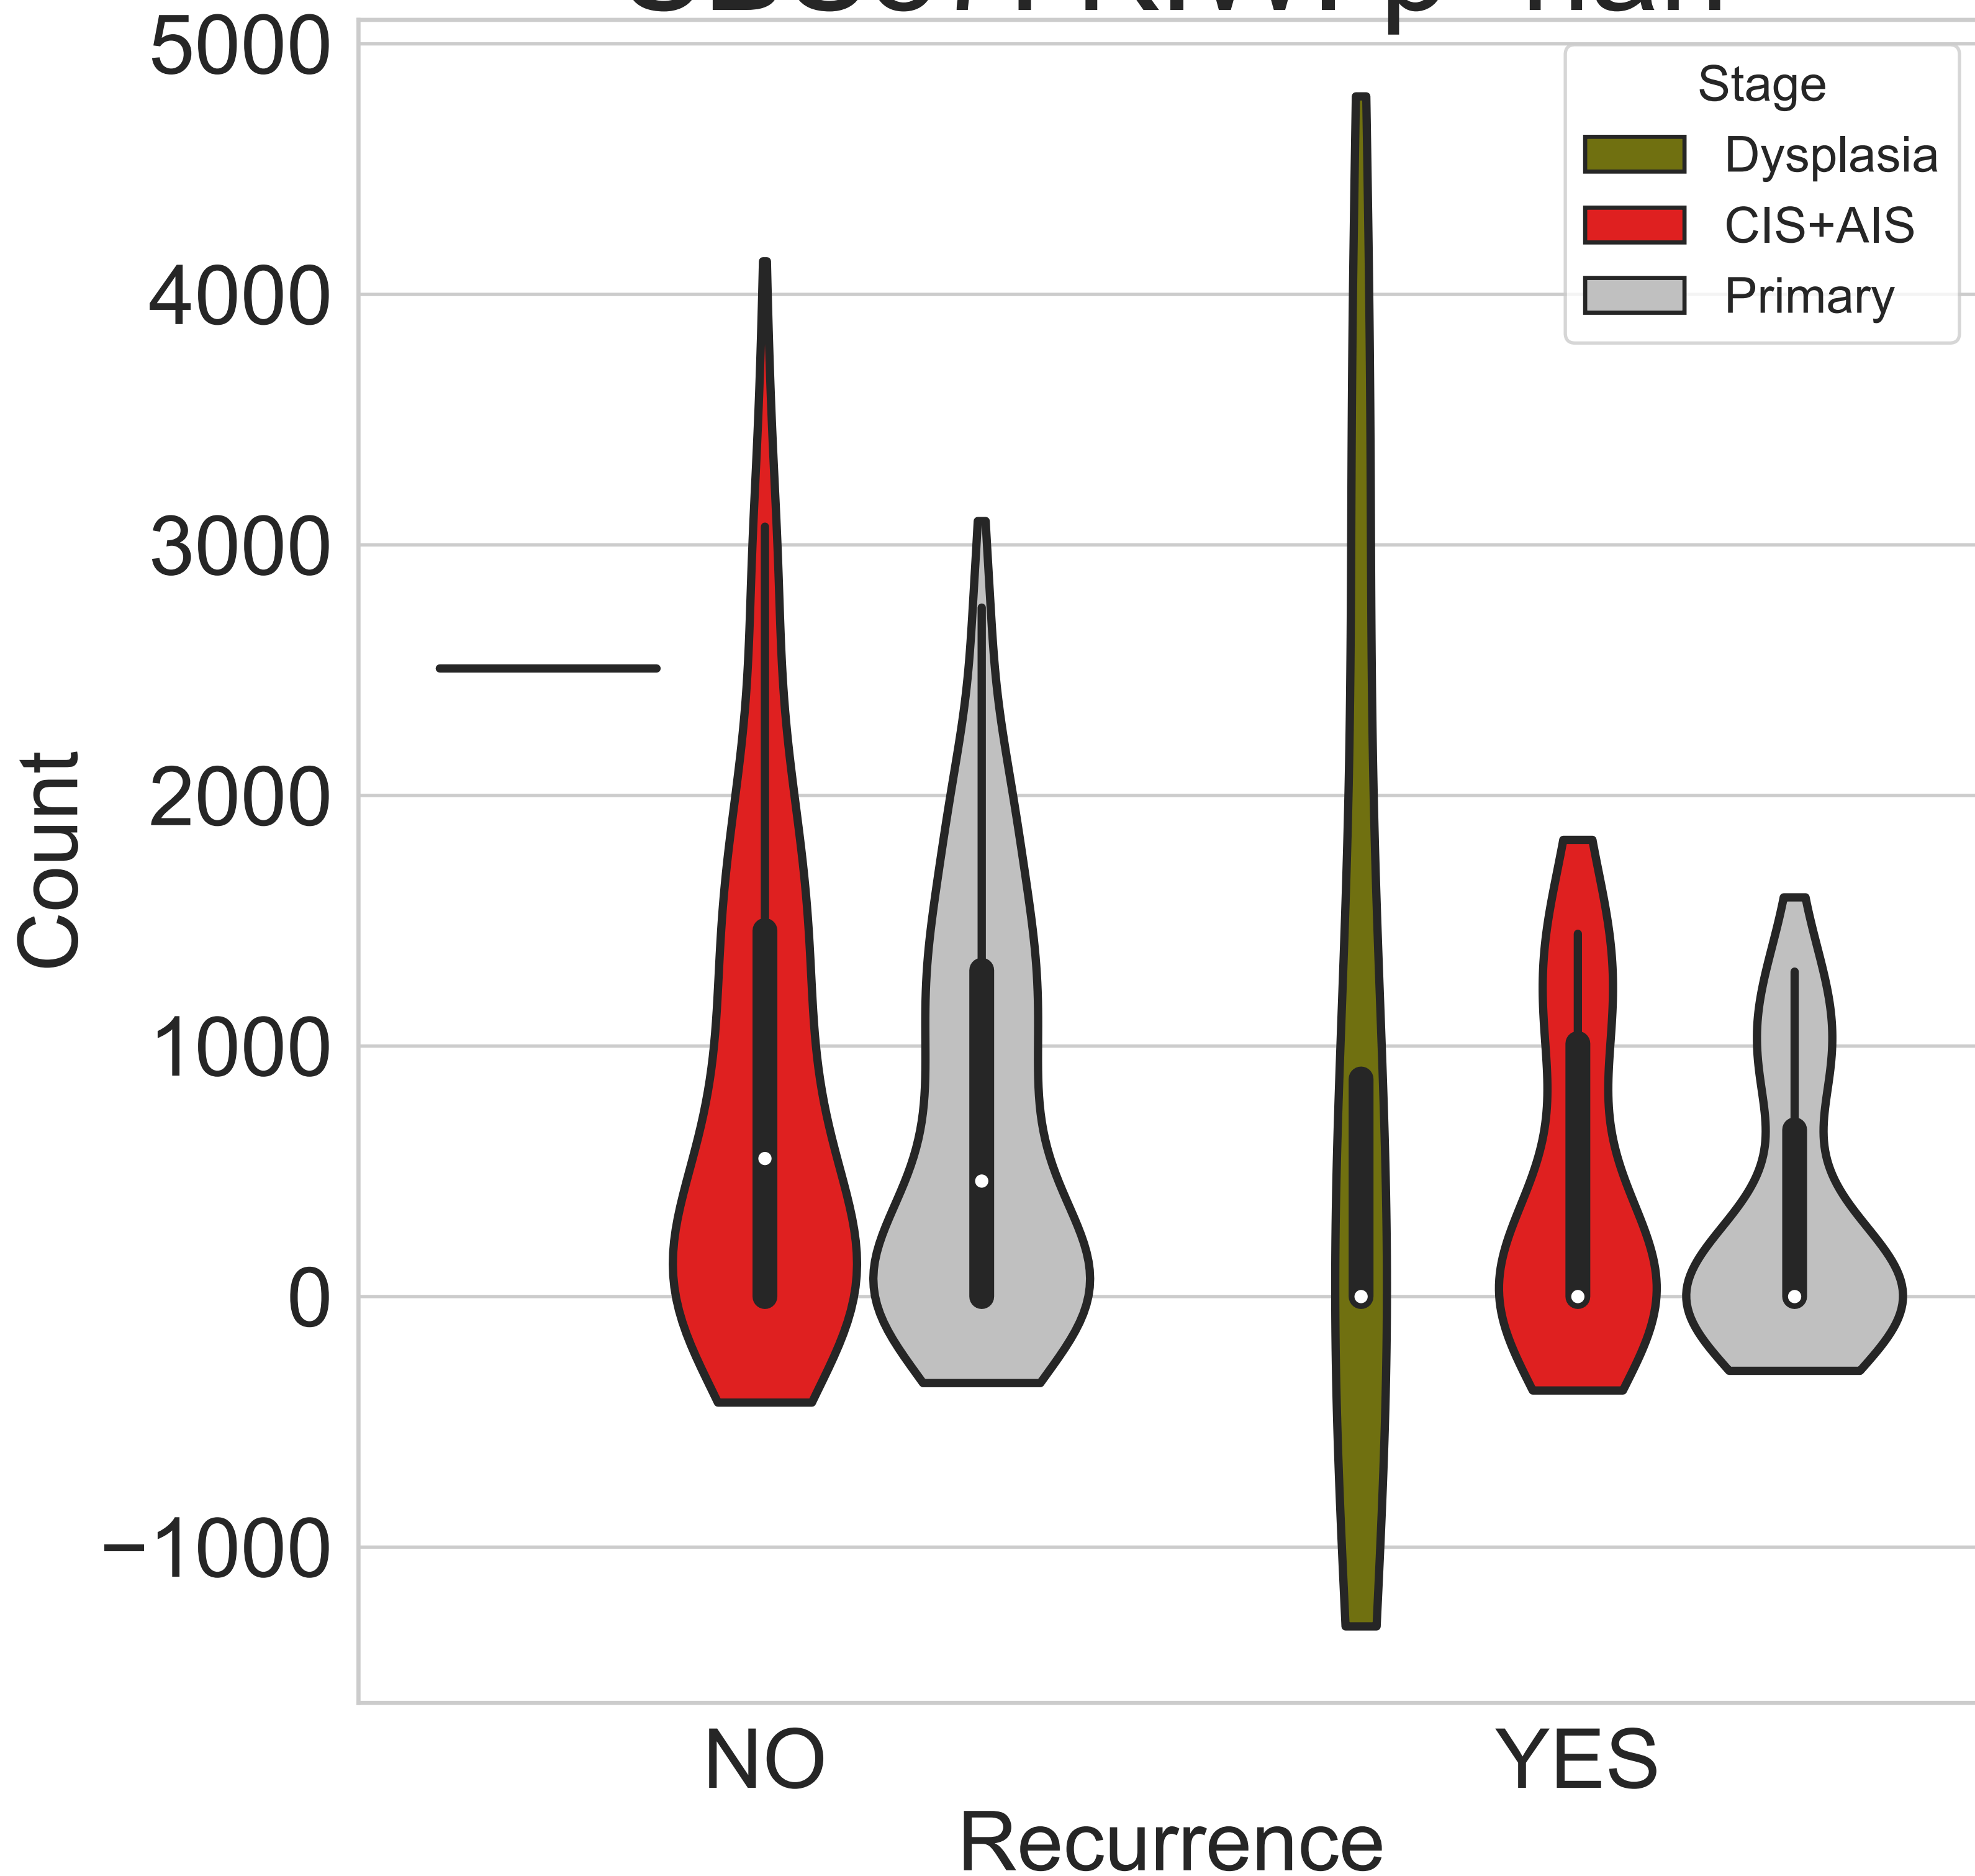 5000
4000
3000
2000
1000
0
−1000
Count
Stage
Dysplasia
CIS+AIS
Primary
NO
YES
Recurrence